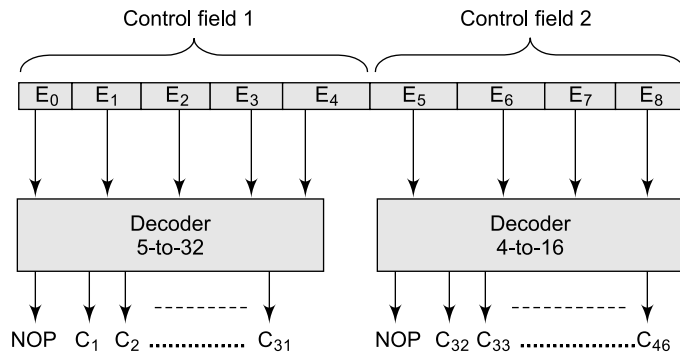 Control field 1 Control field 2
E₀ E₁ E₂ E₃ E₄ E₅ E₆ E₇ E₈
Decoder
5-to-32
Decoder
4-to-16
NOP C₁ C₂ C₃₁ NOP C₃₂ C₃₃ C₄₆